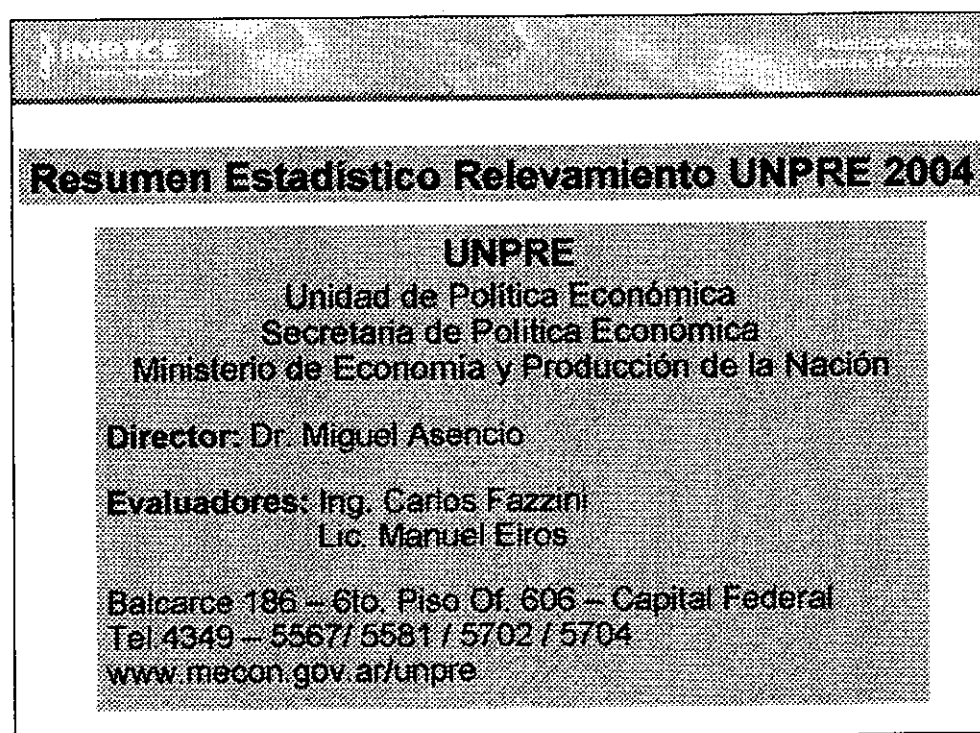 INDICE
Resumen Estadístico Relevamiento UNPRE 2004
UNPRE
Unidad de Política Económica
Secretaria de Política Económica
Ministerio de Economía y Producción de la Nación
Director: Dr. Miguel Asencio
Evaluadores: Ing. Carlos Fazzini
Lic. Manuel Eiros
Balcarce 186 – 6to. Piso Of. 606 – Capital Federal
Tel.4349 – 5567/ 5581 / 5702 / 5704
www.mecon.gov.ar/unpre